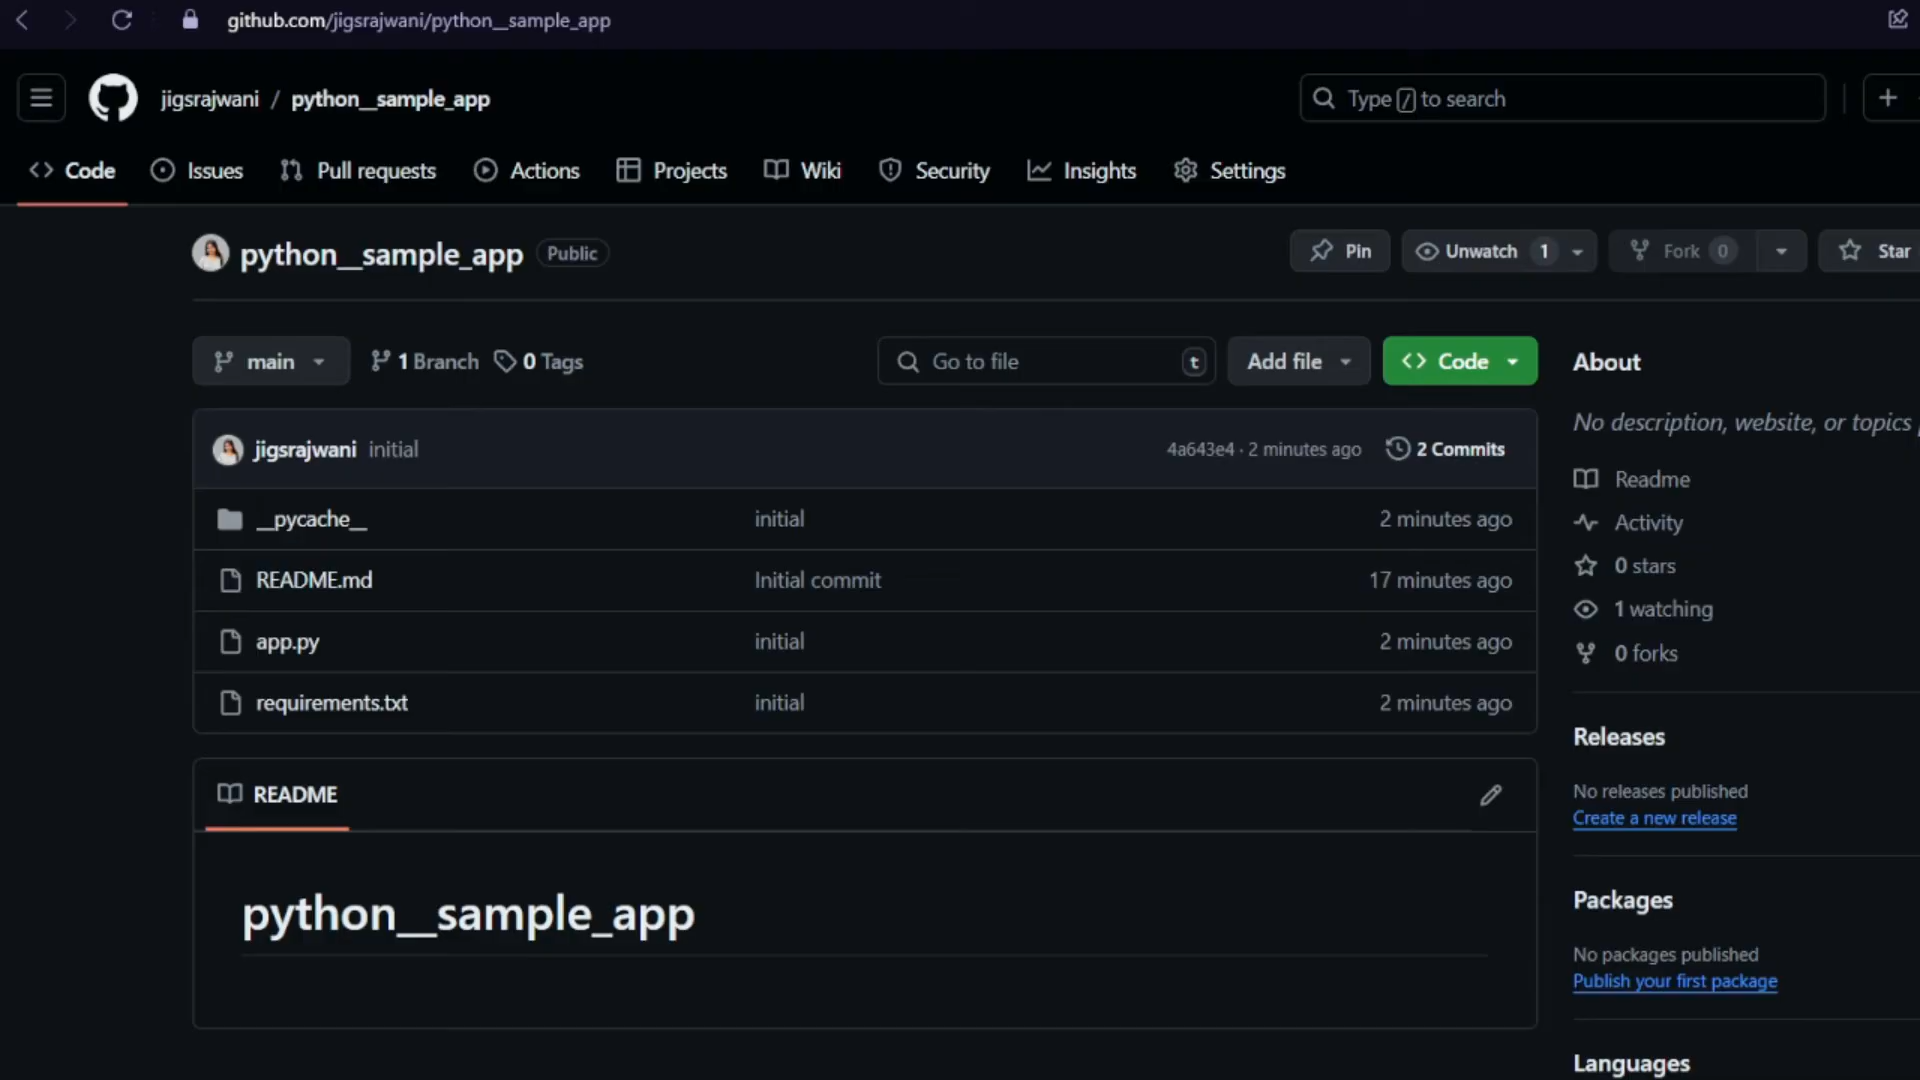 github.com/jigsrajwani/python__sample_app
jigsrajwani / python__sample_app
Type / to search
Code Issues Pull requests Actions Projects Wiki Security Insights Settings
python__sample_app Public
Pin
Unwatch 1
Fork 0
Star
main
1 Branch
0 Tags
Go to file t
Add file
Code
About
No description, website, or topics
jigsrajwani initial
4a643e4 · 2 minutes ago
2 Commits
__pycache__ initial 2 minutes ago
README.md Initial commit 17 minutes ago
app.py initial 2 minutes ago
requirements.txt initial 2 minutes ago
Readme
Activity
0 stars
1 watching
0 forks
Releases
No releases published
Create a new release
README
python__sample_app
Packages
No packages published
Publish your first package
Languages